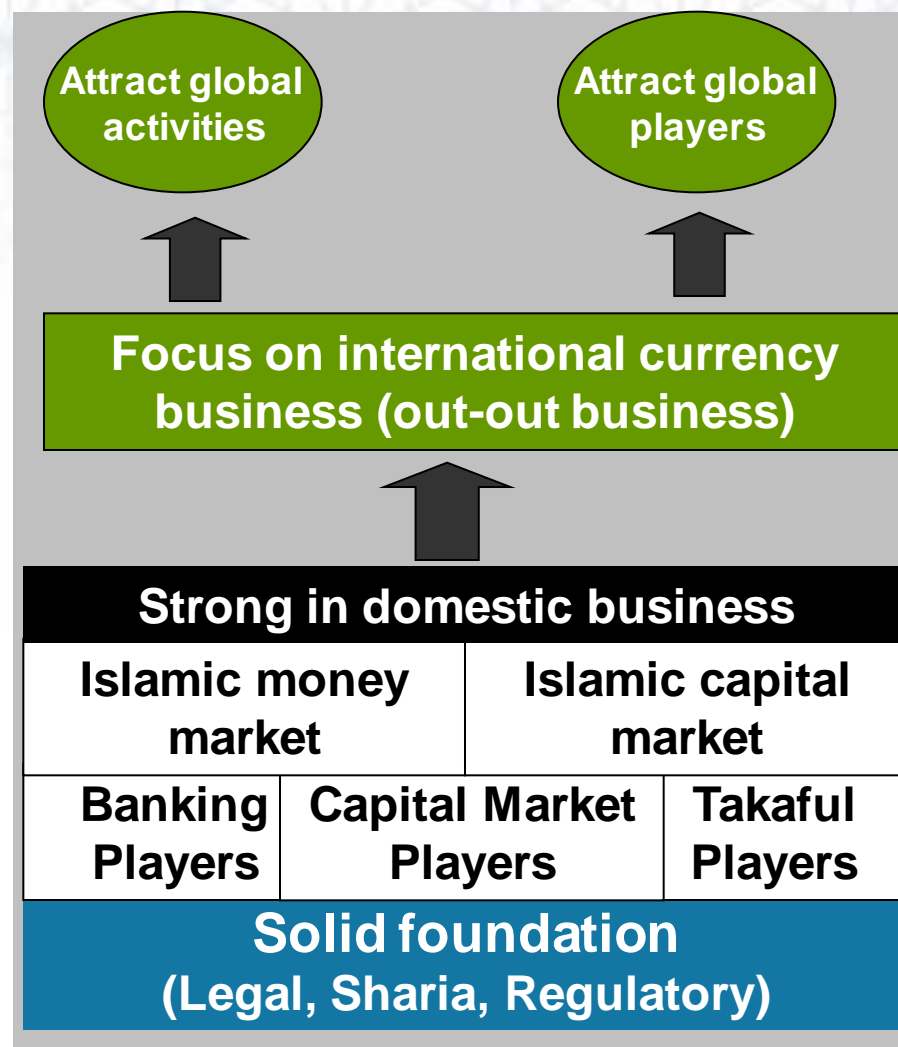 Attract global
activities
Attract global
players
Focus on international currency
business (out-out business)
Strong in domestic business
Islamic money
market
Islamic capital
market
Banking
Players
Capital Market
Players
Takaful
Players
Solid foundation
(Legal, Sharia, Regulatory)